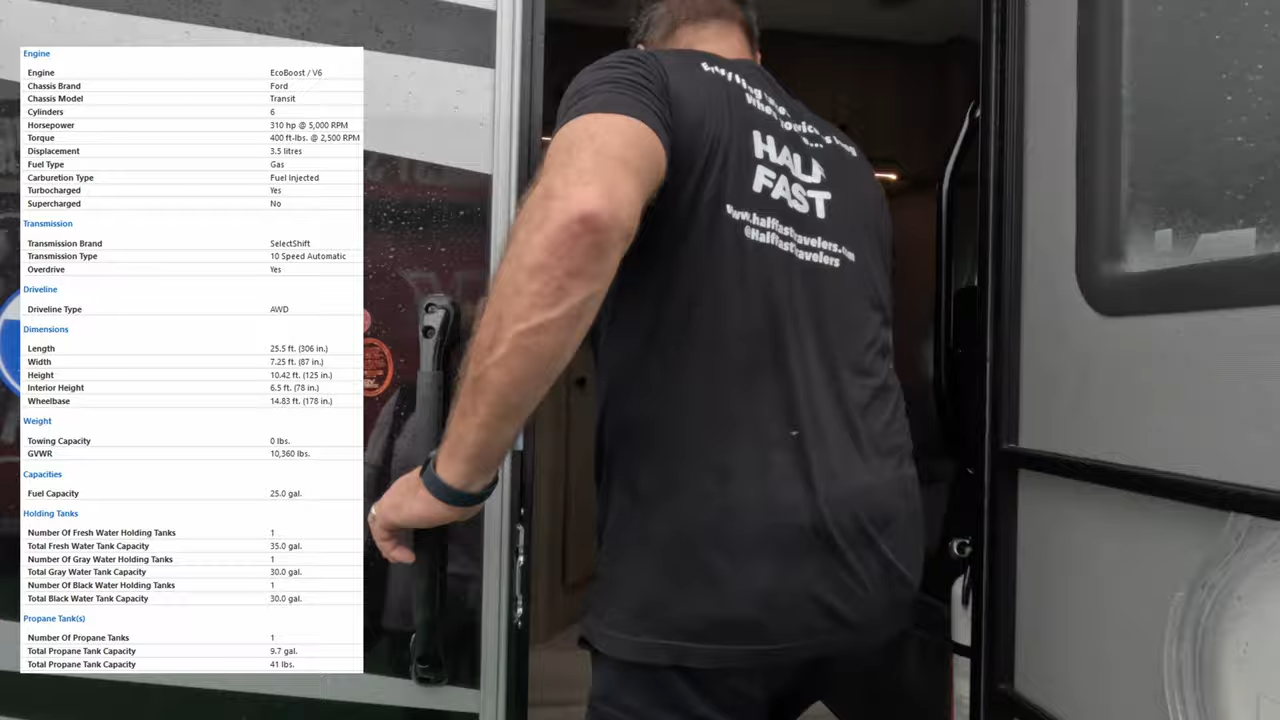 Engine
Engine EcoBoost / V6
Chassis Brand Ford
Chassis Model Transit
Cylinders 6
Horsepower 310 hp @ 5,000 RPM
Torque 400 ft-lbs. @ 2,500 RPM
Displacement 3.5 litres
Fuel Type Gas
Carburetion Type Fuel Injected
Turbocharged Yes
Supercharged No
Transmission
Transmission Brand SelectShift
Transmission Type 10 Speed Automatic
Overdrive Yes
Driveline
Driveline Type AWD
Dimensions
Length 25.5 ft. (306 in.)
Width 7.25 ft. (87 in.)
Height 10.42 ft. (125 in.)
Interior Height 6.5 ft. (78 in.)
Wheelbase 14.83 ft. (178 in.)
Weight
Towing Capacity 0 lbs.
GVWR 10,360 lbs.
Capacities
Fuel Capacity 25.0 gal.
Holding Tanks
Number Of Fresh Water Holding Tanks 1
Total Fresh Water Tank Capacity 35.0 gal.
Number Of Gray Water Holding Tanks 1
Total Gray Water Tank Capacity 30.0 gal.
Number Of Black Water Holding Tanks 1
Total Black Water Tank Capacity 30.0 gal.
Propane Tank(s)
Number Of Propane Tanks 1
Total Propane Tank Capacity 9.7 gal.
Total Propane Tank Capacity 41 lbs.
HALF
FAST
www.halffasttravelers.com
@Halffasttravelers